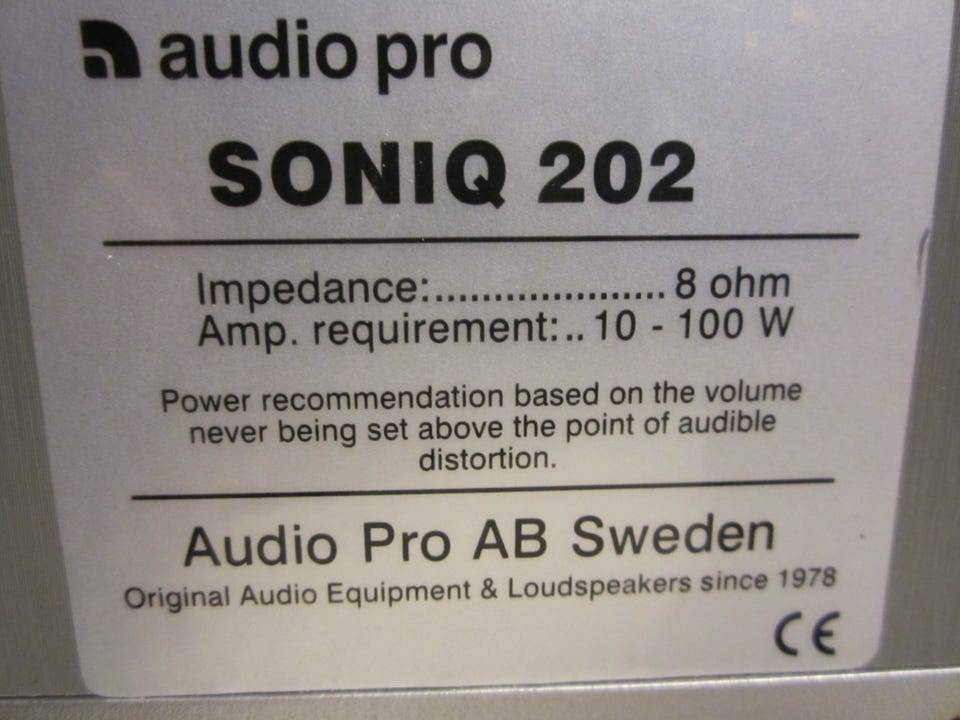 audio pro
SONIQ 202
Impedance:.................... 8 ohm
Amp. requirement:.. 10 - 100 W
Power recommendation based on the volume
never being set above the point of audible
distortion.
Audio Pro AB Sweden
Original Audio Equipment & Loudspeakers since 1978
CE